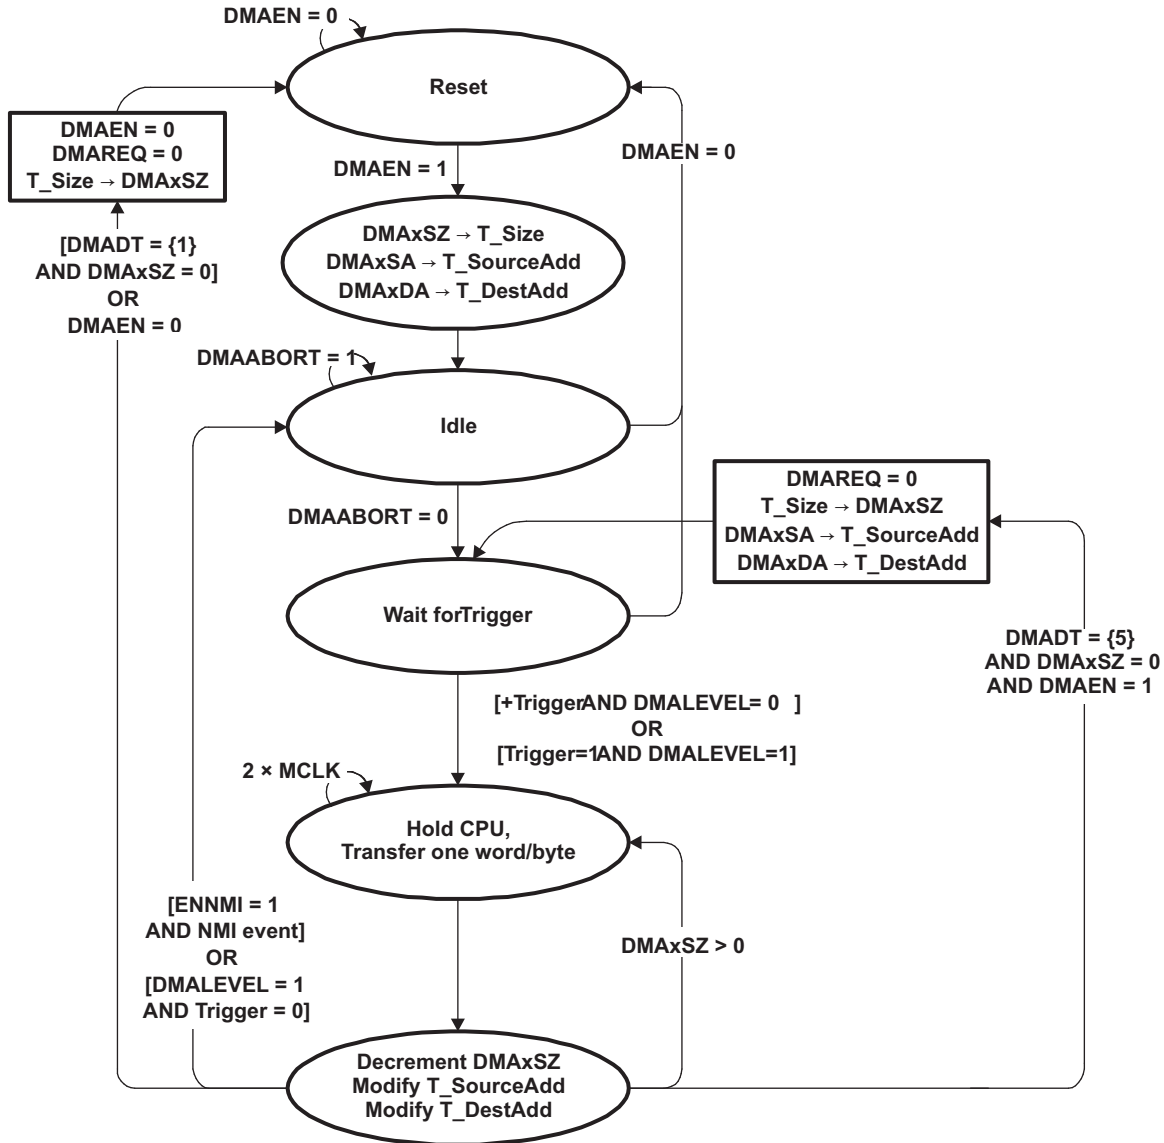 DMAEN = 0
Reset
DMAEN = 0
DMAREQ = 0
T_Size → DMAxSZ
DMAEN = 0
DMAEN = 1
[DMADT = {1}
AND DMAxSZ = 0]
OR
DMAEN = 0
DMAxSZ → T_Size
DMAxSA → T_SourceAdd
DMAxDA → T_DestAdd
DMAABORT = 1
Idle
DMAABORT = 0
DMAREQ = 0
T_Size → DMAxSZ
DMAxSA → T_SourceAdd
DMAxDA → T_DestAdd
Wait forTrigger
DMADT = {5}
AND DMAxSZ = 0
AND DMAEN = 1
[+TriggerAND DMALEVEL= 0 ]
OR
[Trigger=1AND DMALEVEL=1]
2 × MCLK
Hold CPU,
Transfer one word/byte
[ENNMI = 1
AND NMI event]
OR
[DMALEVEL = 1
AND Trigger = 0]
DMAxSZ > 0
Decrement DMAxSZ
Modify T_SourceAdd
Modify T_DestAdd